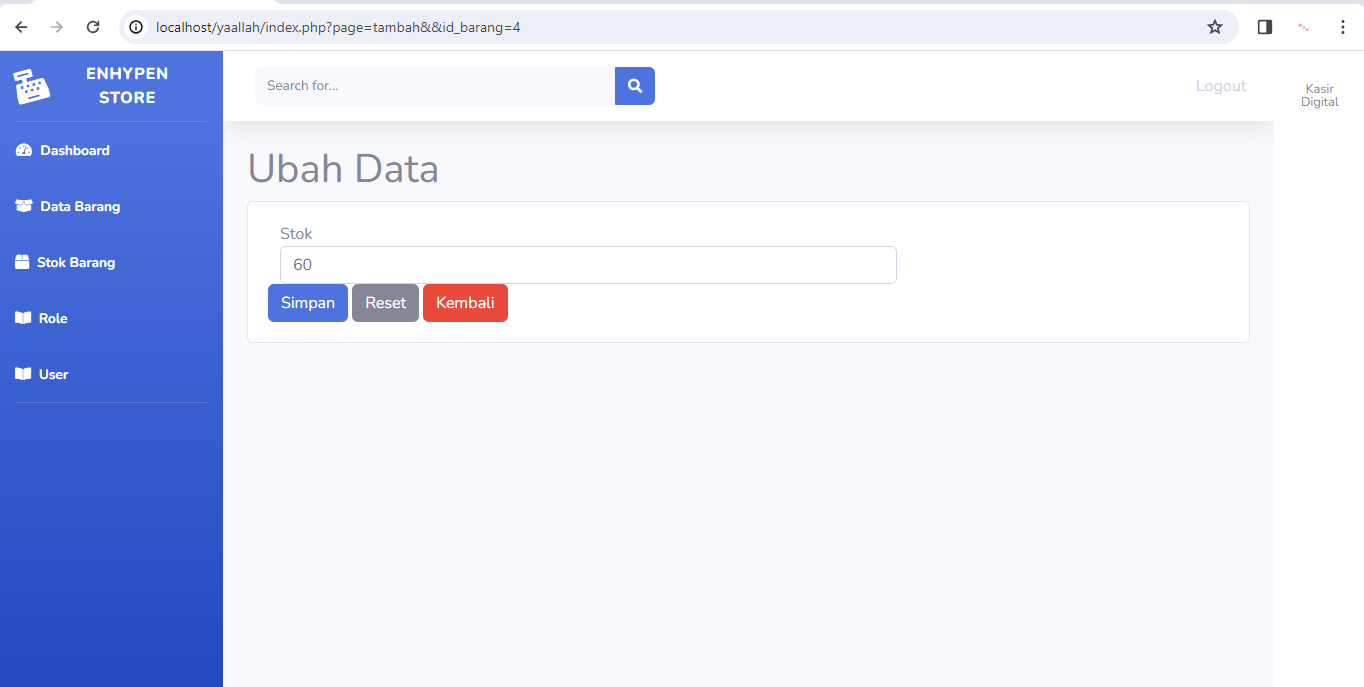 localhost/yaallah/index.php?page=tambah&&id_barang=4
ENHYPEN
STORE
Dashboard
Data Barang
Stok Barang
Role
User
Search for...
Logout
Kasir
Digital
Ubah Data
Stok
60
Simpan
Reset
Kembali